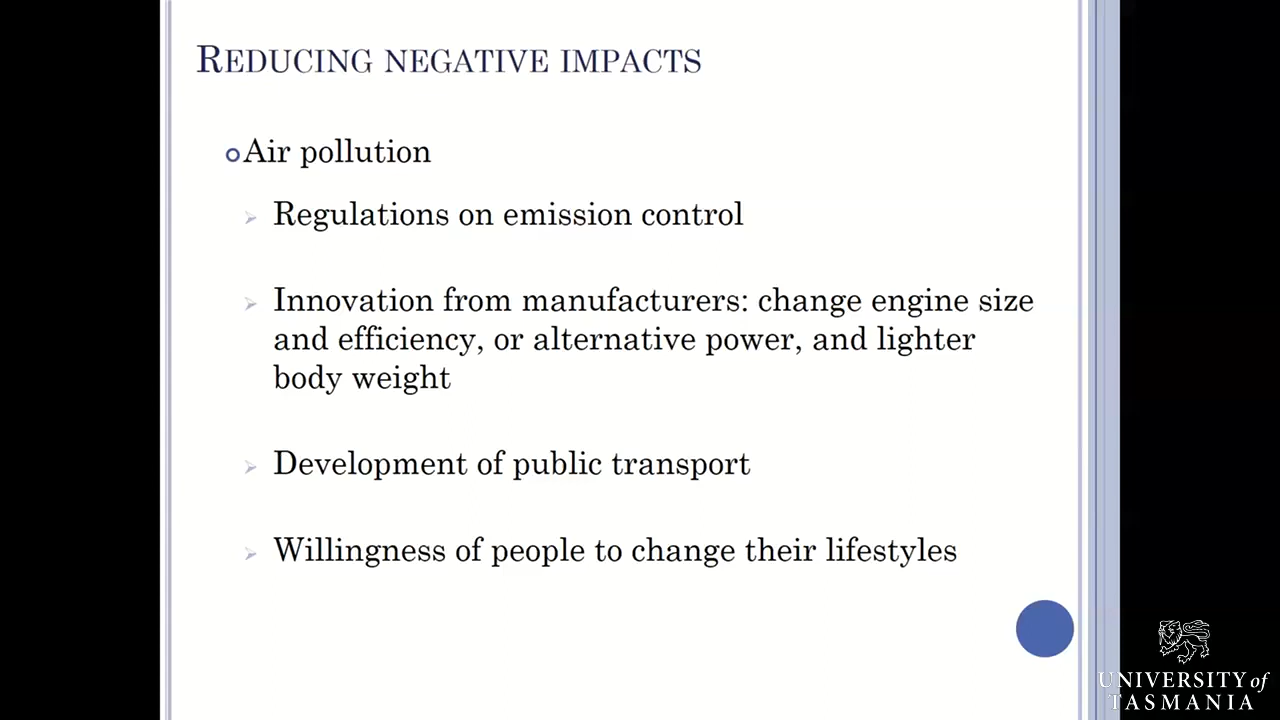 REDUCING NEGATIVE IMPACTS
Air pollution
Regulations on emission control
Innovation from manufacturers: change engine size
and efficiency, or alternative power, and lighter
body weight
Development of public transport
Willingness of people to change their lifestyles
UNIVERSITY of
TASMANIA